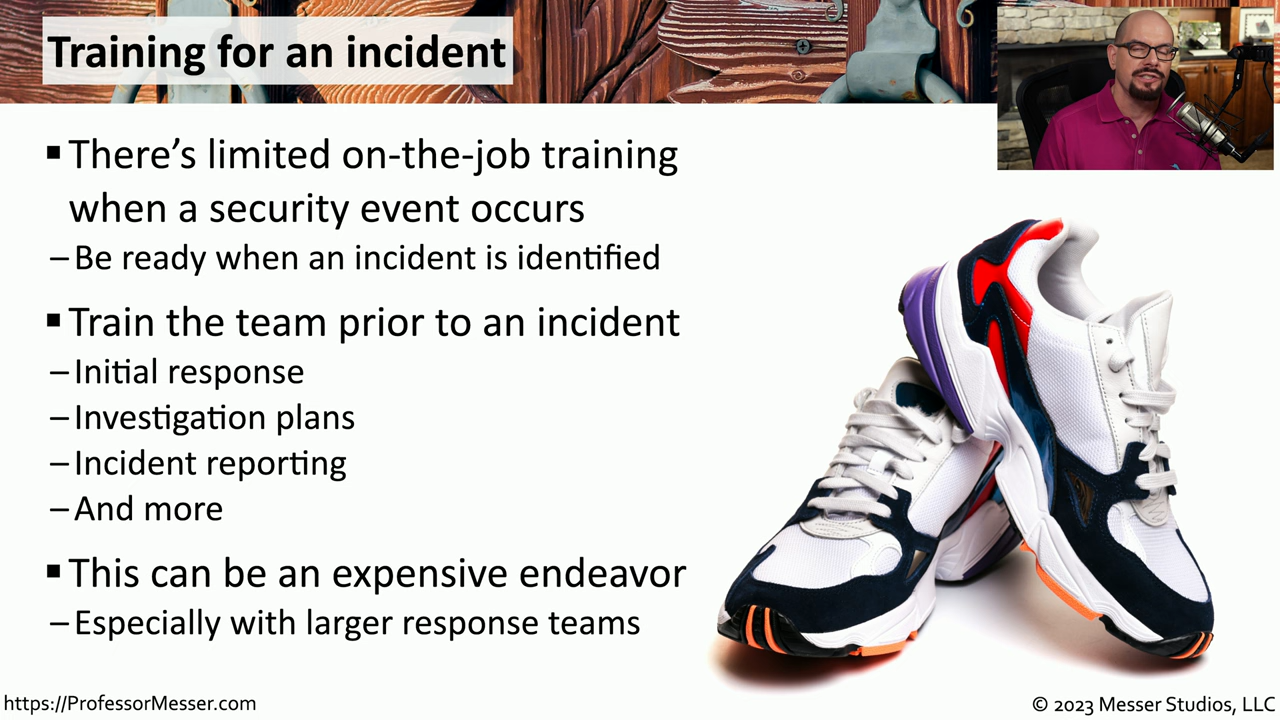 Training for an incident
▪ There’s limited on-the-job training
when a security event occurs
– Be ready when an incident is identified
▪ Train the team prior to an incident
– Initial response
– Investigation plans
– Incident reporting
– And more
▪ This can be an expensive endeavor
– Especially with larger response teams
https://ProfessorMesser.com
© 2023 Messer Studios, LLC